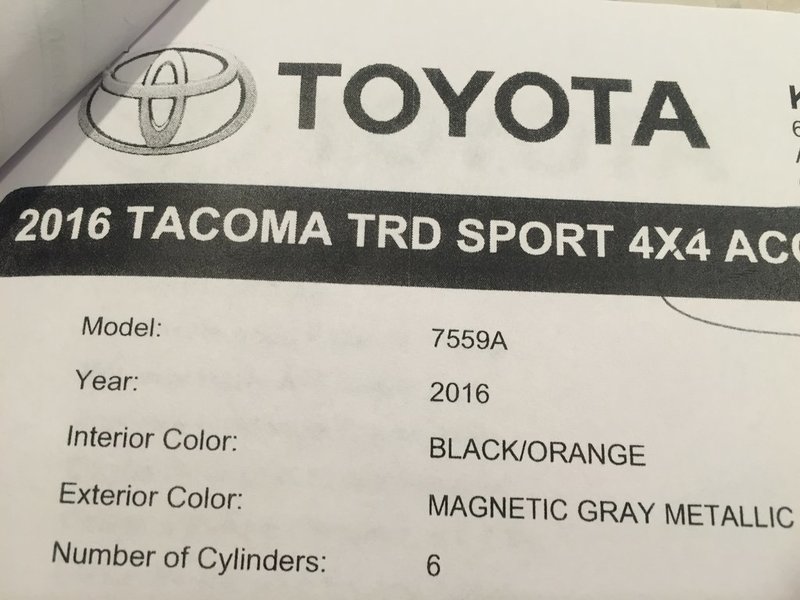 TOYOTA
2016 TACOMA TRD SPORT 4X4
Model: 7559A
Year: 2016
Interior Color: BLACK/ORANGE
Exterior Color: MAGNETIC GRAY METALLIC
Number of Cylinders: 6